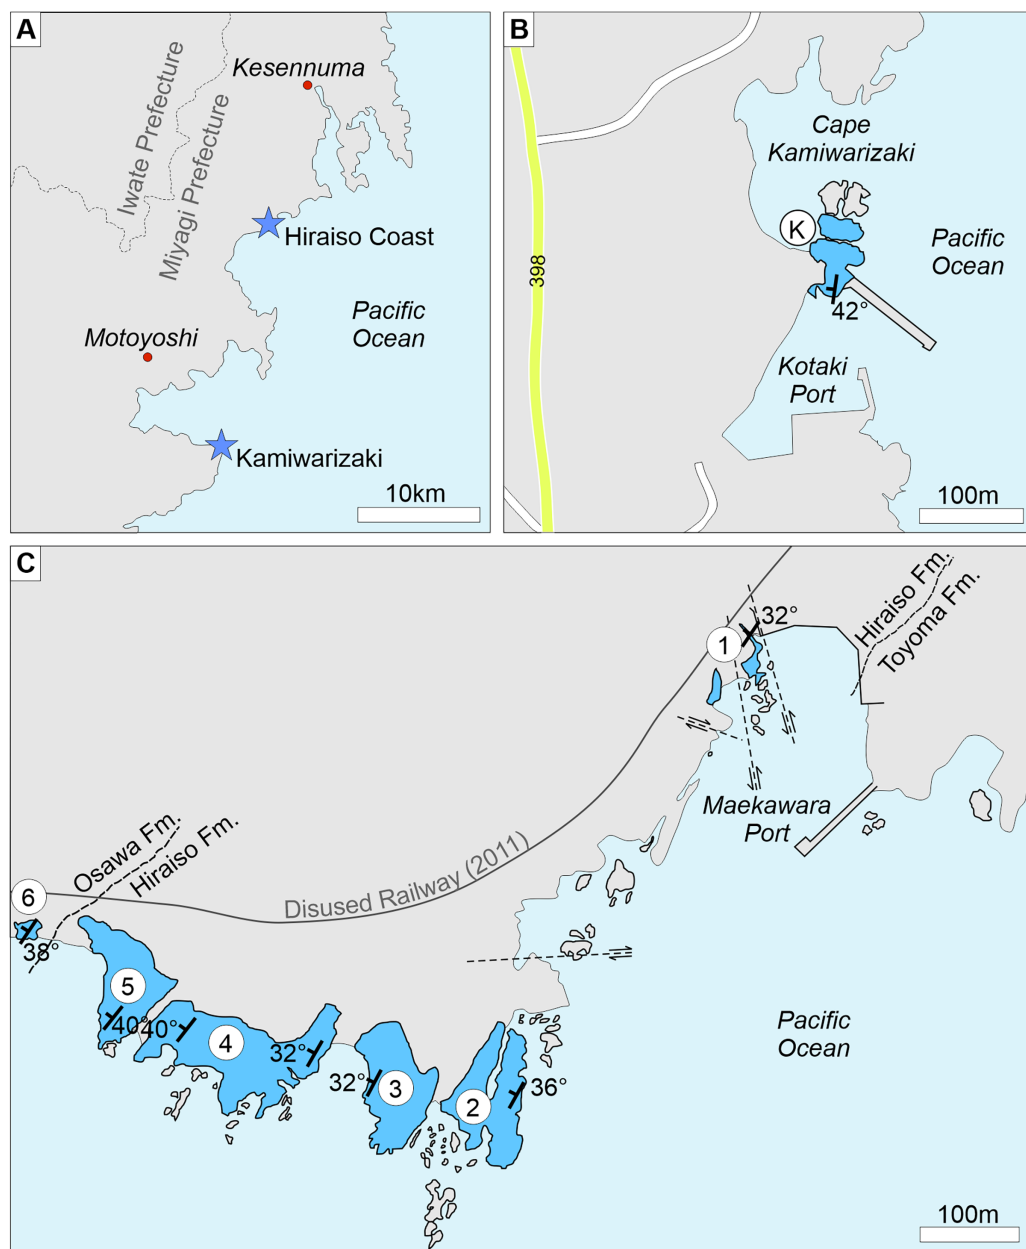 A
Kesennuma
Iwate Prefecture
Miyagi Prefecture
Hiraiso Coast
Pacific
Ocean
Motoyoshi
Kamiwarizaki
10km
B
Cape
Kamiwarizaki
K
Pacific
Ocean
398
42°
Kotaki
Port
100m
C
Hiraiso Fm.
Toyoma Fm.
32°
1
Maekawara
Port
Osawa Fm.
Hiraiso Fm.
Disused Railway (2011)
6
38°
5
40°
40°
4
32°
32°
3
2
36°
Pacific
Ocean
100m